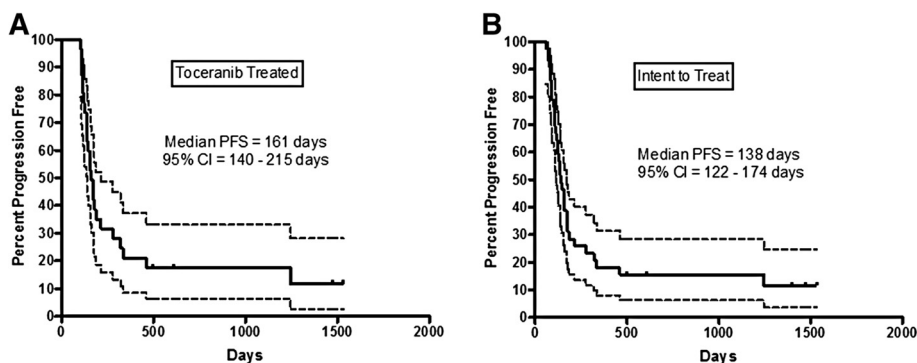 A
Percent Progression Free
100
90
80
70
60
50
40
30
20
10
0
Toceranib Treated
Median PFS = 161 days
95% CI = 140 - 215 days
0 500 1000 1500 2000
Days
B
Percent Progression Free
100
90
80
70
60
50
40
30
20
10
0
Intent to Treat
Median PFS = 138 days
95% CI = 122 - 174 days
0 500 1000 1500 2000
Days